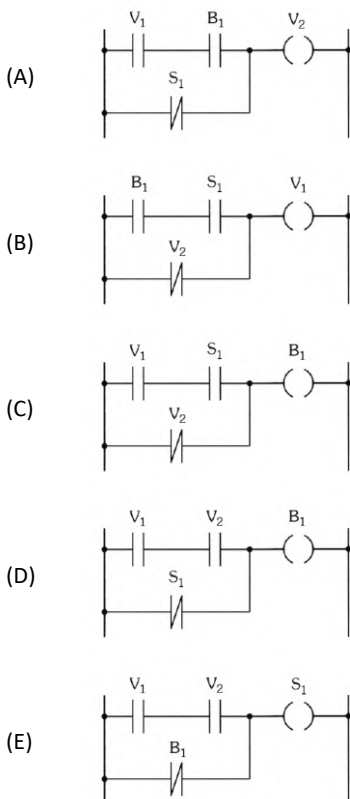 V₁ B₁ V₂
(A)
S₁
B₁ S₁ V₁
(B)
V₂
V₁ S₁ B₁
(C)
V₂
V₁ V₂ B₁
(D)
S₁
V₁ V₂ S₁
(E)
B₁